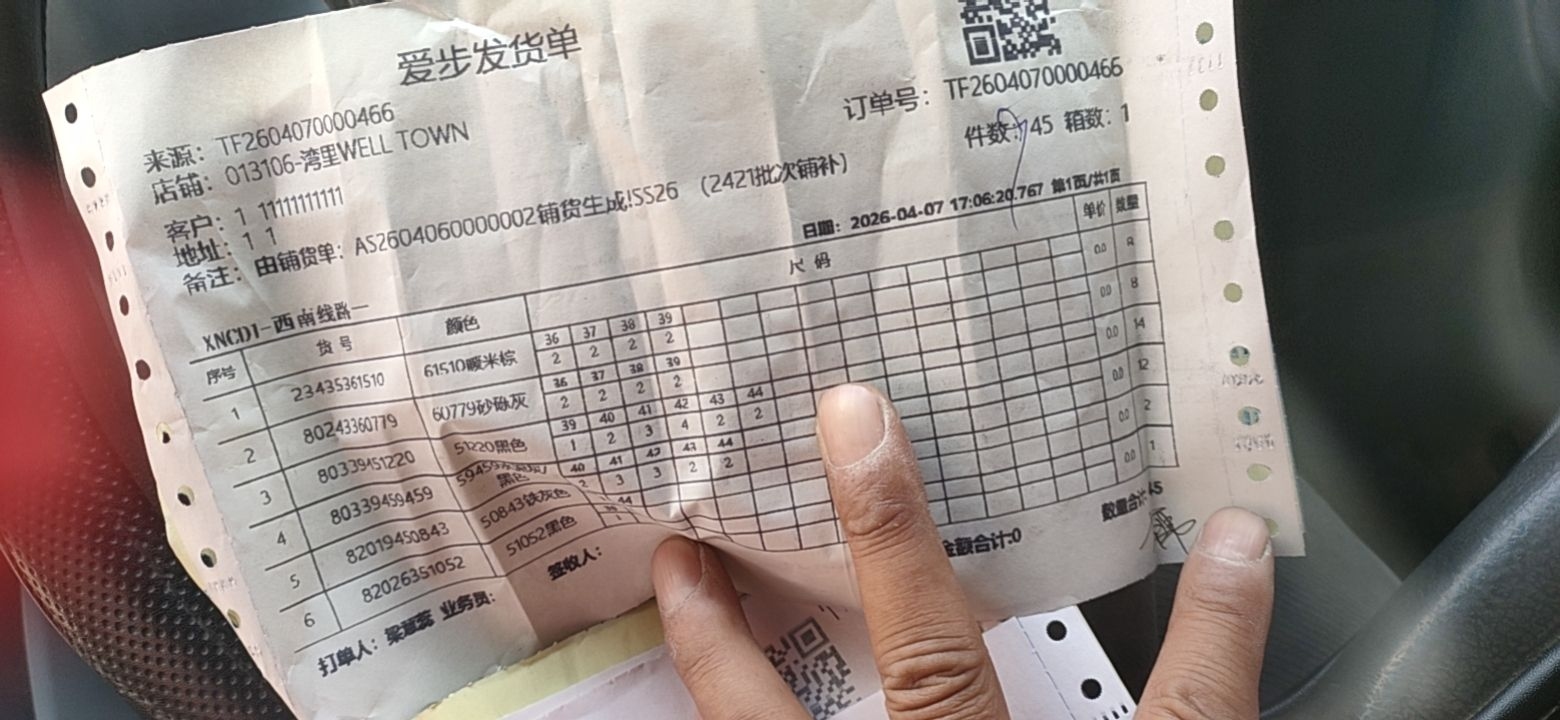 爱步发货单
来源: TF2604070000466
订单号: TF2604070000466
店铺: 013106-湾里WELL TOWN
件数: 45 箱数: 1
客户: 1 11111111111
地址: 1 1
备注: 由铺货单: AS2604060000002铺货生成!SS26 (2421批次铺补)
XNCD1-西南线路一
日期: 2026-04-07 17:06:20.767 第1页/共1页
序号 货号 颜色 尺码 单价 数量
36 37 38 39
1 23435361510 61510暖米棕 2 2 2 2 0.0 8
36 37 38 39
2 80243360779 60779砂砾灰 2 2 2 2 0.0 8
39 40 41 42 43 44
3 80339451220 51220黑色 1 2 3 4 2 2 0.0 14
40 41 42 43 44
4 80339459459 黑色 2 3 3 2 2 0.0 12
44
5 82019450843 50843铁灰色 0.0 2
6 82026351052 51052黑色 1 0.0 1
金额合计:0 数量合计:45
打单人: 业务员: 签收人: